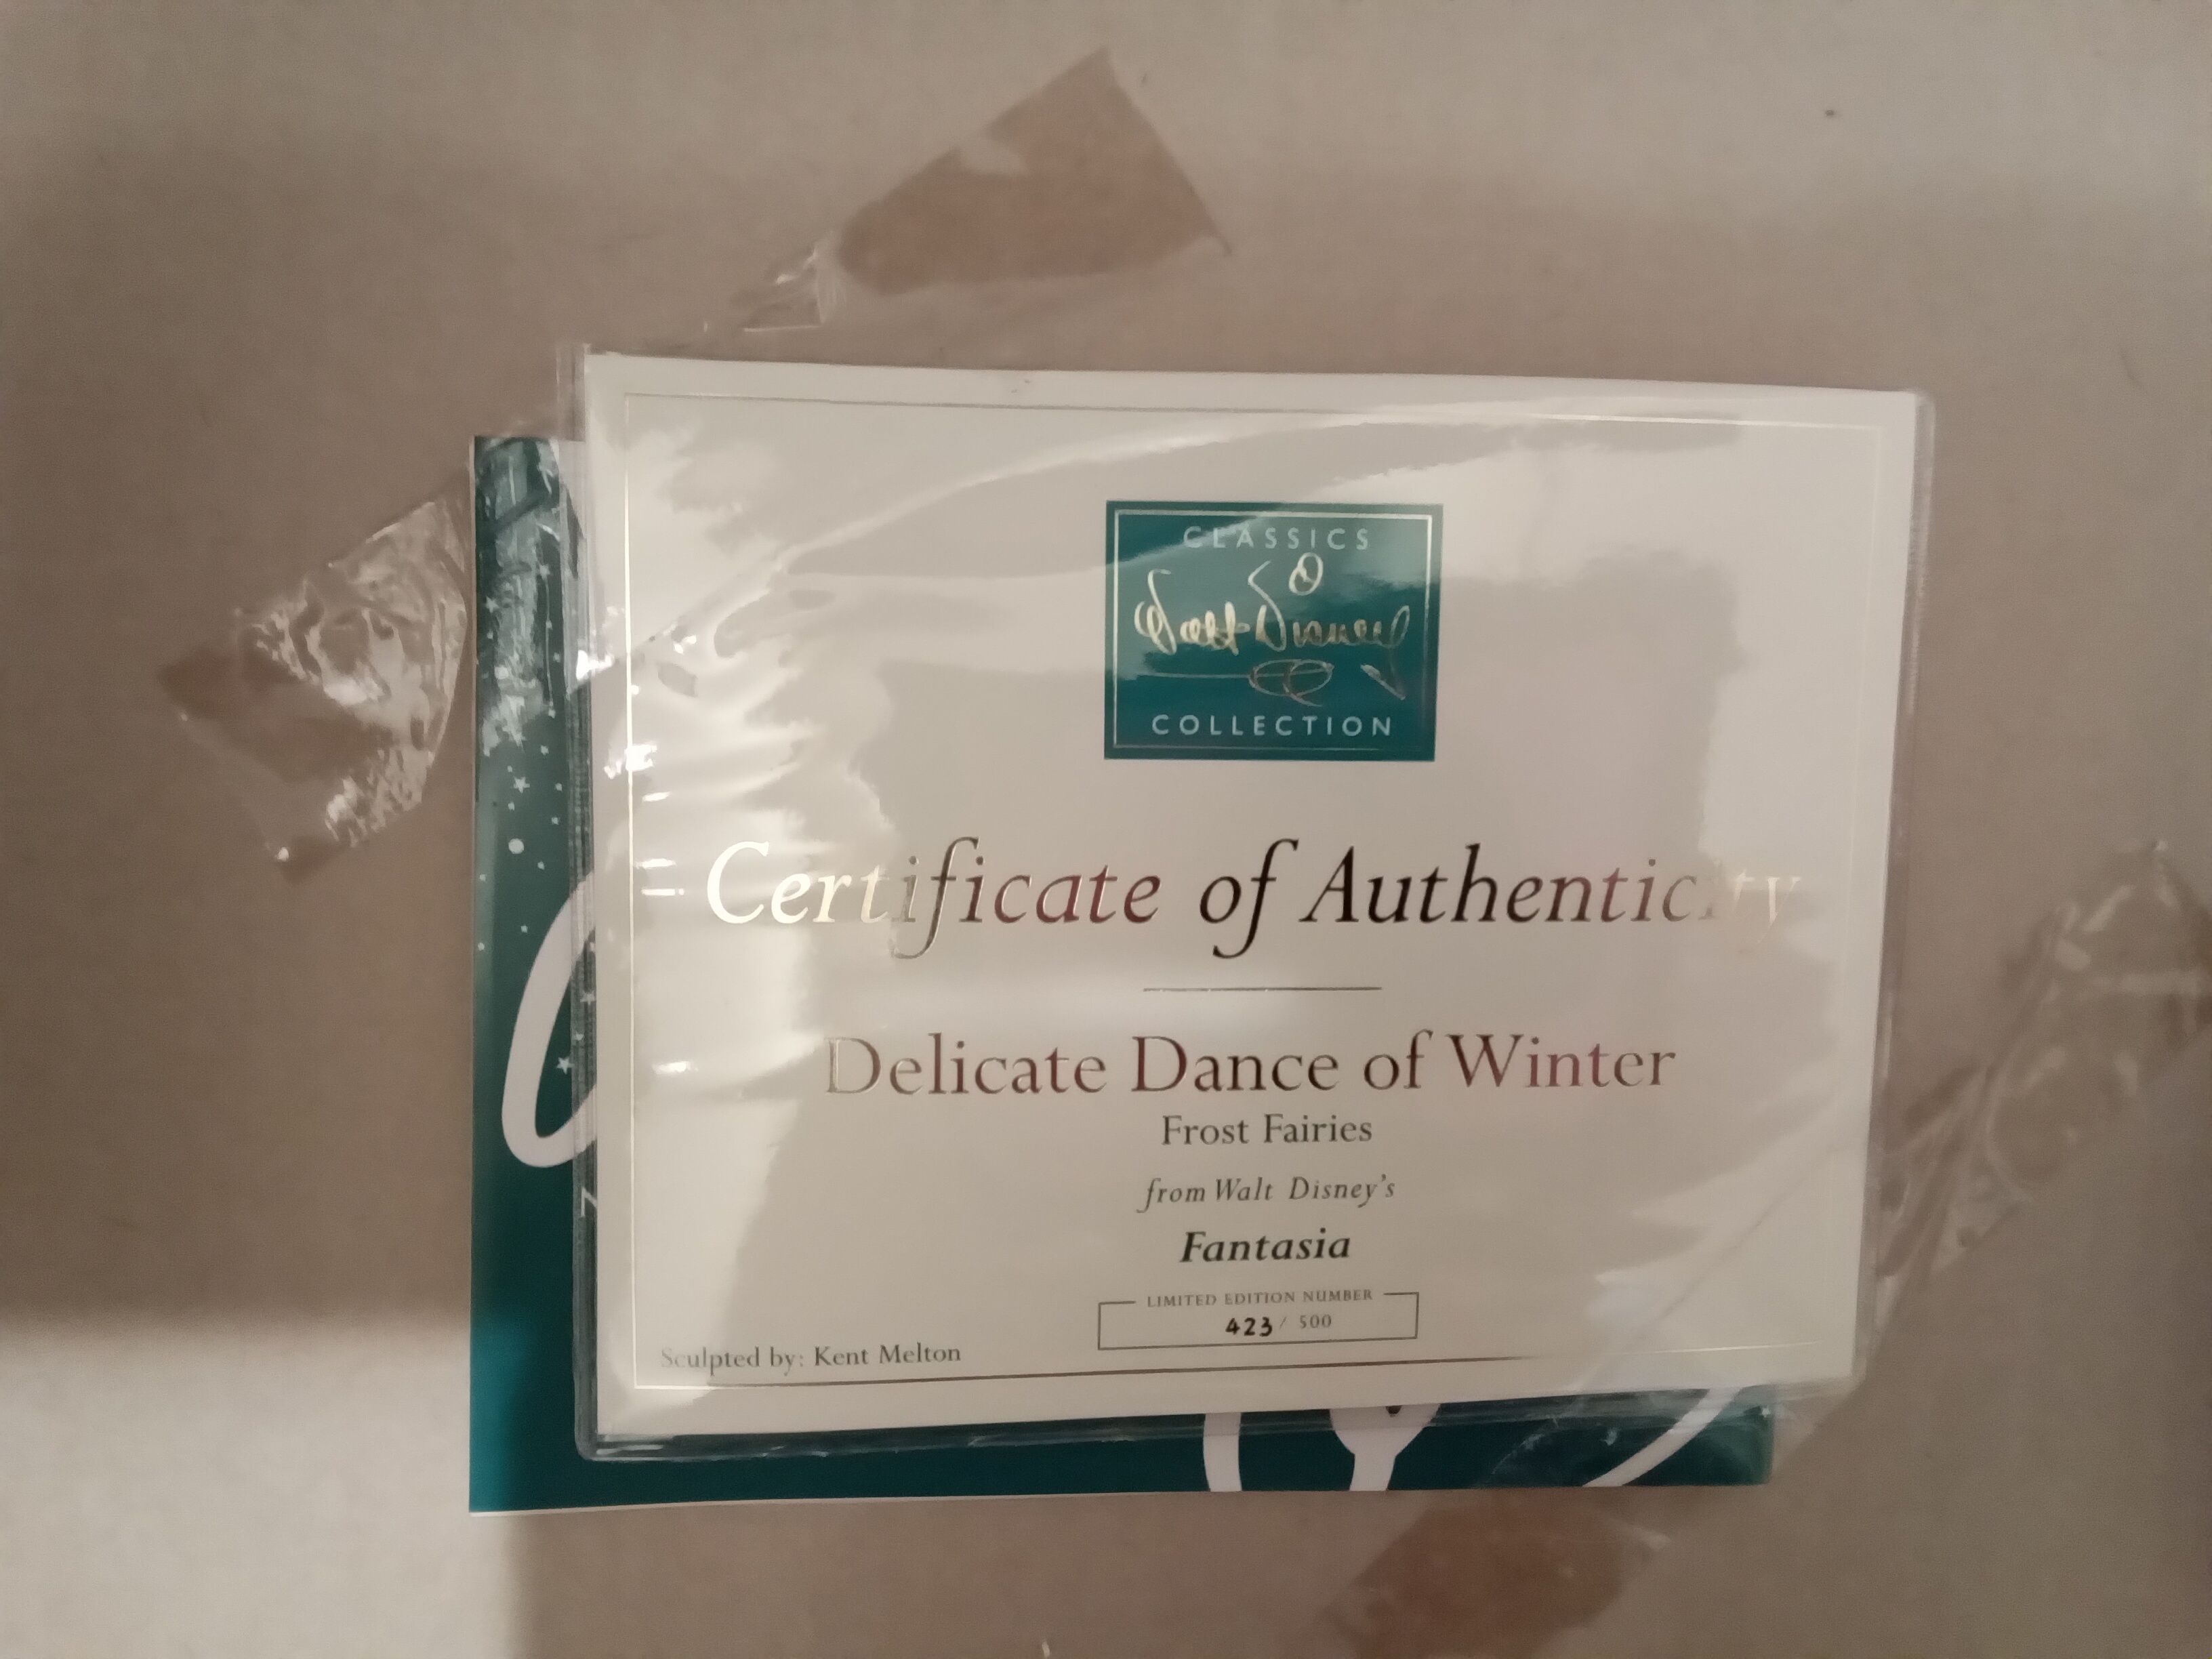 CLASSICS
Walt Disney
COLLECTION
Certificate of Authenticity
Delicate Dance of Winter
Frost Fairies
from Walt Disney's
Fantasia
LIMITED EDITION NUMBER
423 / 500
Sculpted by: Kent Melton